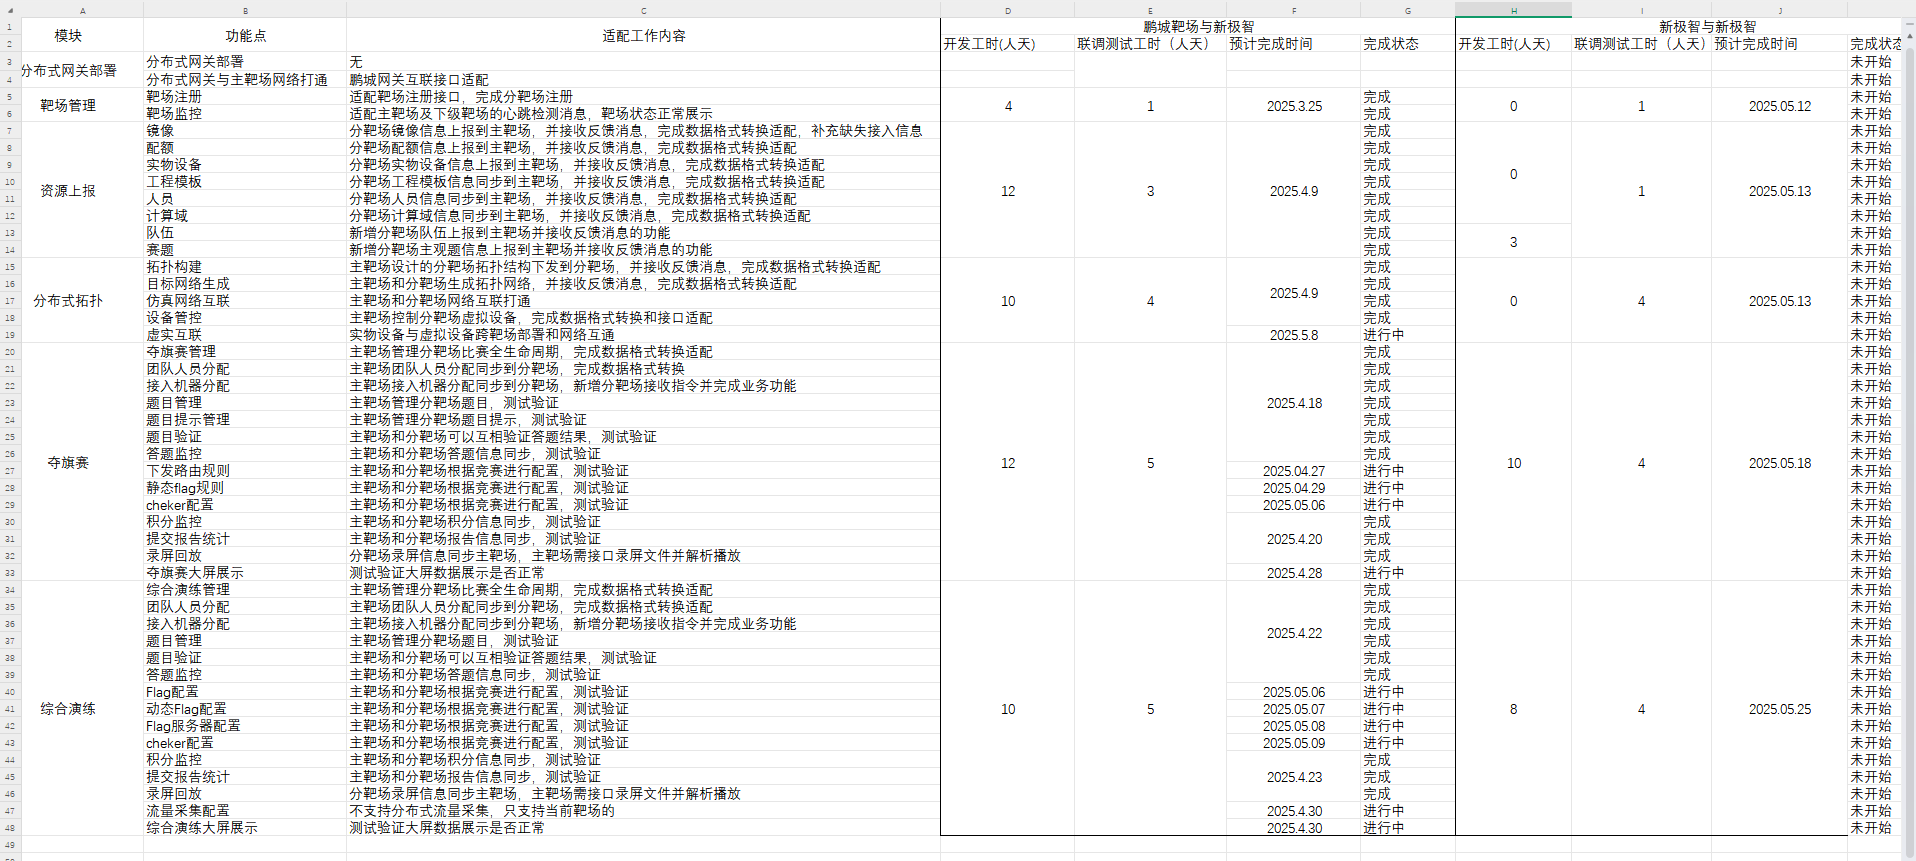 A B C D E F G H I J
1 鹏城靶场与新极智 新极智与新极智
模块 功能点 适配工作内容
2 开发工时(人天) 联调测试工时（人天） 预计完成时间 完成状态 开发工时(人天) 联调测试工时（人天） 预计完成时间 完成状态
3 分布式网关部署 分布式网关部署 无 未开始
4 分布式网关与主靶场网络打通 鹏城网关互联接口适配 未开始
5 靶场管理 靶场注册 适配靶场注册接口，完成分靶场注册 4 1 2025.3.25 完成 0 1 2025.05.12 未开始
6 靶场监控 适配主靶场及下级靶场的心跳检测消息，靶场状态正常展示 完成 未开始
7 镜像 分靶场镜像信息上报到主靶场，并接收反馈消息，完成数据格式转换适配，补充缺失接入信息 完成 未开始
8 配额 分靶场配额信息上报到主靶场，并接收反馈消息，完成数据格式转换适配 完成 未开始
9 实物设备 分靶场实物设备信息上报到主靶场，并接收反馈消息，完成数据格式转换适配 完成 0 未开始
10 资源上报 工程模板 分靶场工程模板信息同步到主靶场，并接收反馈消息，完成数据格式转换适配 12 3 2025.4.9 完成 1 2025.05.13 未开始
11 人员 分靶场人员信息同步到主靶场，并接收反馈消息，完成数据格式转换适配 完成 未开始
12 计算域 分靶场计算域信息同步到主靶场，并接收反馈消息，完成数据格式转换适配 完成 未开始
13 队伍 新增分靶场队伍上报到主靶场并接收反馈消息的功能 完成 3 未开始
14 赛题 新增分靶场主观题信息上报到主靶场并接收反馈消息的功能 完成 未开始
15 拓扑构建 主靶场设计的分靶场拓扑结构下发到分靶场，并接收反馈消息，完成数据格式转换适配 完成 未开始
16 目标网络生成 主靶场和分靶场生成拓扑网络，并接收反馈消息，完成数据格式转换适配 2025.4.9 完成 未开始
17 分布式拓扑 仿真网络互联 主靶场和分靶场网络互联打通 10 4 完成 0 4 2025.05.13 未开始
18 设备管控 主靶场控制分靶场虚拟设备，完成数据格式转换和接口适配 完成 未开始
19 虚实互联 实物设备与虚拟设备跨靶场部署和网络互通 2025.5.8 进行中 未开始
20 夺旗赛管理 主靶场管理分靶场比赛全生命周期，完成数据格式转换适配 完成 未开始
21 团队人员分配 主靶场团队人员分配同步到分靶场，完成数据格式转换 完成 未开始
22 接入机器分配 主靶场接入机器分配同步到分靶场，新增分靶场接收指令并完成业务功能 完成 未开始
23 题目管理 主靶场管理分靶场题目，测试验证 2025.4.18 完成 未开始
24 题目提示管理 主靶场管理分靶场题目提示，测试验证 完成 未开始
25 题目验证 主靶场和分靶场可以互相验证答题结果，测试验证 完成 未开始
26 夺旗赛 答题监控 主靶场和分靶场答题信息同步，测试验证 12 5 完成 10 4 2025.05.18 未开始
27 下发路由规则 主靶场和分靶场根据竞赛进行配置，测试验证 2025.04.27 进行中 未开始
28 静态flag规则 主靶场和分靶场根据竞赛进行配置，测试验证 2025.04.29 进行中 未开始
29 cheker配置 主靶场和分靶场根据竞赛进行配置，测试验证 2025.05.06 进行中 未开始
30 积分监控 主靶场和分靶场积分信息同步，测试验证 完成 未开始
31 提交报告统计 主靶场和分靶场报告信息同步，测试验证 2025.4.20 完成 未开始
32 录屏回放 分靶场录屏信息同步主靶场，主靶场需接口录屏文件并解析播放 完成 未开始
33 夺旗赛大屏展示 测试验证大屏数据展示是否正常 2025.4.28 进行中 未开始
34 综合演练管理 主靶场管理分靶场比赛全生命周期，完成数据格式转换适配 完成 未开始
35 团队人员分配 主靶场团队人员分配同步到分靶场，完成数据格式转换适配 完成 未开始
36 接入机器分配 主靶场接入机器分配同步到分靶场，新增分靶场接收指令并完成业务功能 2025.4.22 完成 未开始
37 题目管理 主靶场管理分靶场题目，测试验证 完成 未开始
38 题目验证 主靶场和分靶场可以互相验证答题结果，测试验证 完成 未开始
39 答题监控 主靶场和分靶场答题信息同步，测试验证 完成 未开始
40 Flag配置 主靶场和分靶场根据竞赛进行配置，测试验证 2025.05.06 进行中 未开始
41 综合演练 动态Flag配置 主靶场和分靶场根据竞赛进行配置，测试验证 10 5 2025.05.07 进行中 8 4 2025.05.25 未开始
42 Flag服务器配置 主靶场和分靶场根据竞赛进行配置，测试验证 2025.05.08 进行中 未开始
43 cheker配置 主靶场和分靶场根据竞赛进行配置，测试验证 2025.05.09 进行中 未开始
44 积分监控 主靶场和分靶场积分信息同步，测试验证 完成 未开始
45 提交报告统计 主靶场和分靶场报告信息同步，测试验证 2025.4.23 完成 未开始
46 录屏回放 分靶场录屏信息同步主靶场，主靶场需接口录屏文件并解析播放 完成 未开始
47 流量采集配置 不支持分布式流量采集，只支持当前靶场的 2025.4.30 进行中 未开始
48 综合演练大屏展示 测试验证大屏数据展示是否正常 2025.4.30 进行中 未开始
49